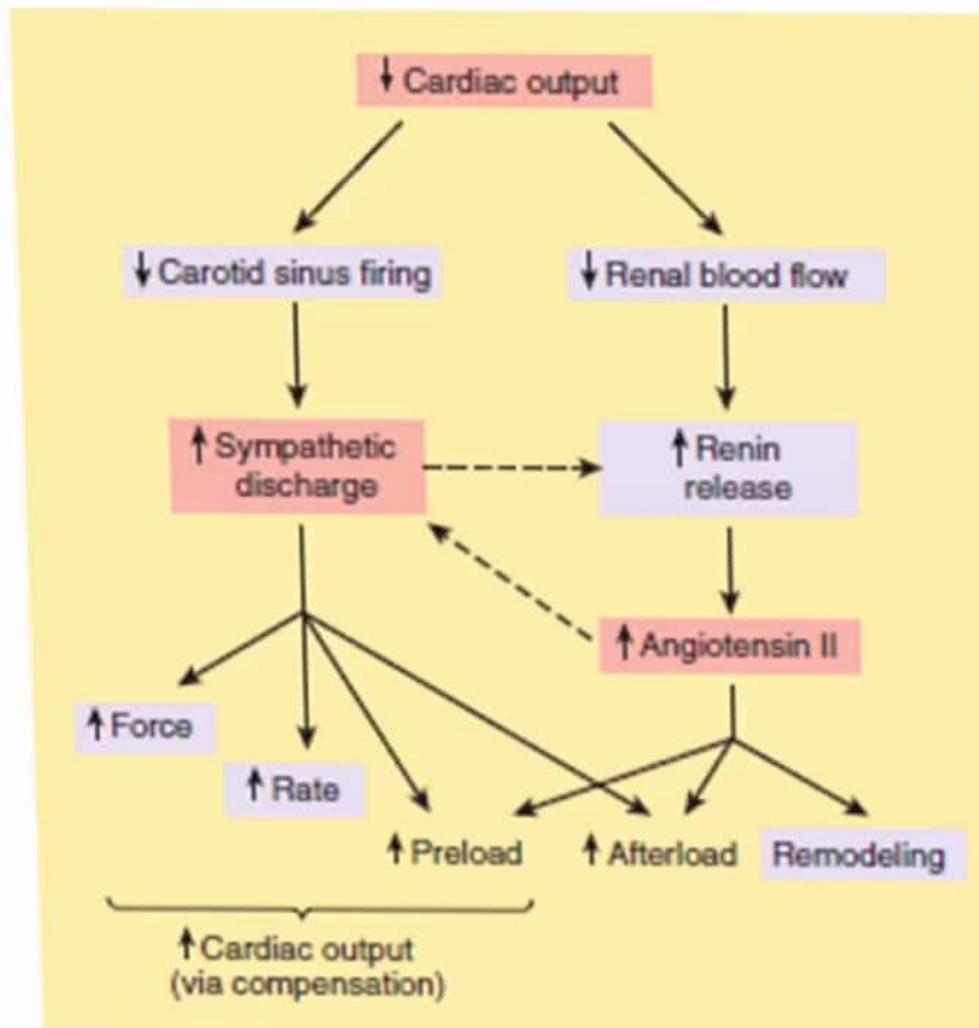 ↓ Cardiac output
↓ Carotid sinus firing
↓ Renal blood flow
↑ Sympathetic
discharge
↑ Renin
release
↑ Angiotensin II
↑ Force
↑ Rate
↑ Preload
↑ Afterload
Remodeling
↑ Cardiac output
(via compensation)